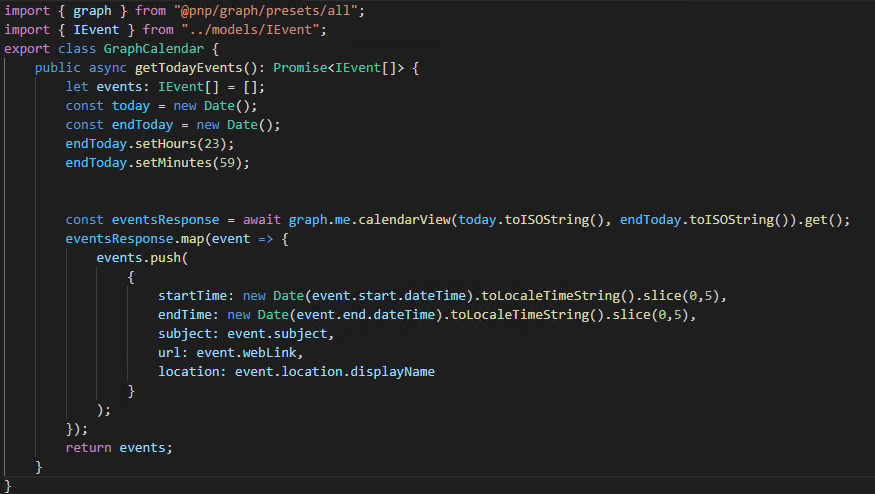 import { graph } from "@pnp/graph/presets/all";
import { IEvent } from "../models/IEvent";
export class GraphCalendar {
    public async getTodayEvents(): Promise<IEvent[]> {
        let events: IEvent[] = [];
        const today = new Date();
        const endToday = new Date();
        endToday.setHours(23);
        endToday.setMinutes(59);
        const eventsResponse = await graph.me.calendarView(today.toISOString(), endToday.toISOString()).get();
        eventsResponse.map(event => {
            events.push(
                {
                    startTime: new Date(event.start.dateTime).toLocaleTimeString().slice(0,5),
                    endTime: new Date(event.end.dateTime).toLocaleTimeString().slice(0,5),
                    subject: event.subject,
                    url: event.webLink,
                    location: event.location.displayName
                }
            );
        });
        return events;
    }
}